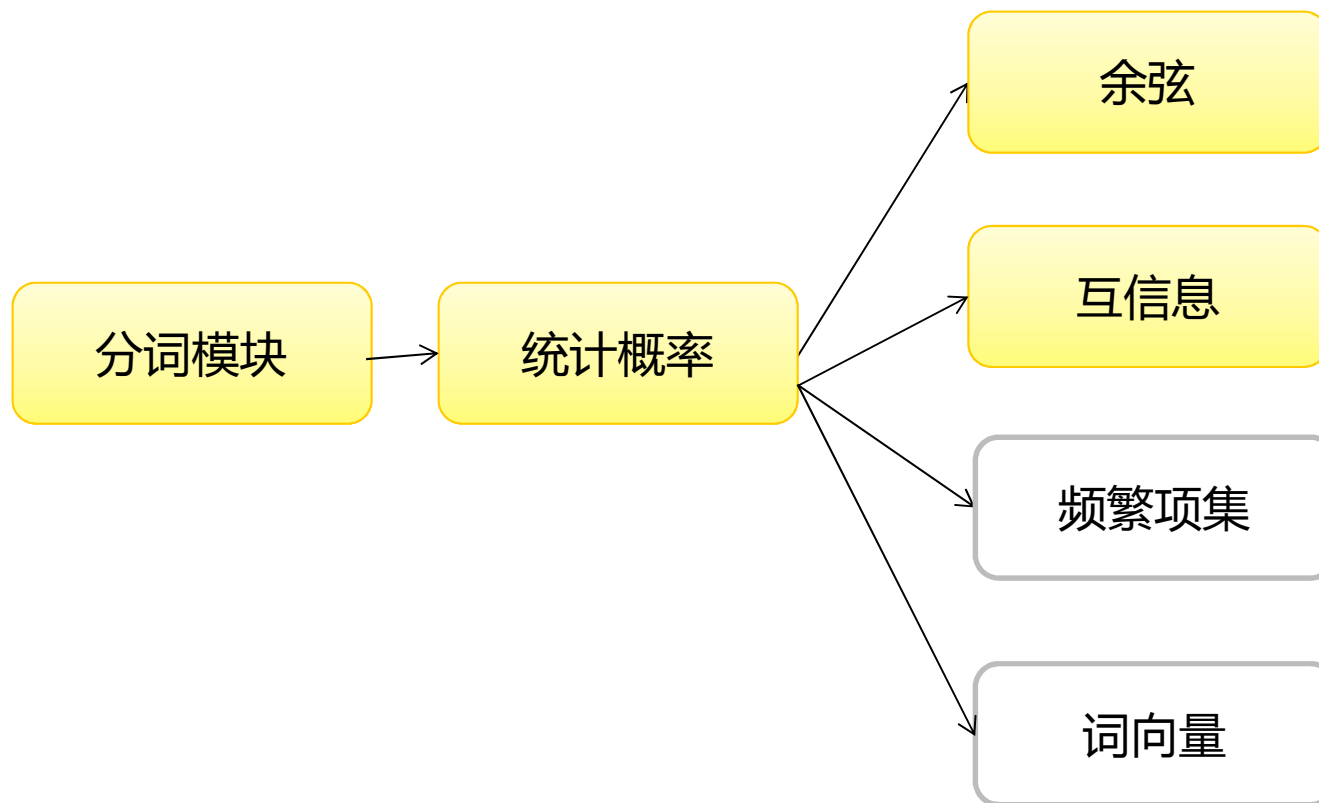 余弦
互信息
分词模块
统计概率
频繁项集
词向量